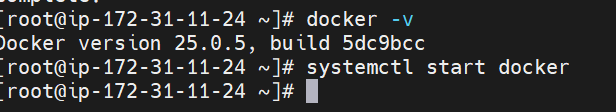 [root@ip-172-31-11-24 ~]# docker -v
Docker version 25.0.5, build 5dc9bcc
[root@ip-172-31-11-24 ~]# systemctl start docker
[root@ip-172-31-11-24 ~]#